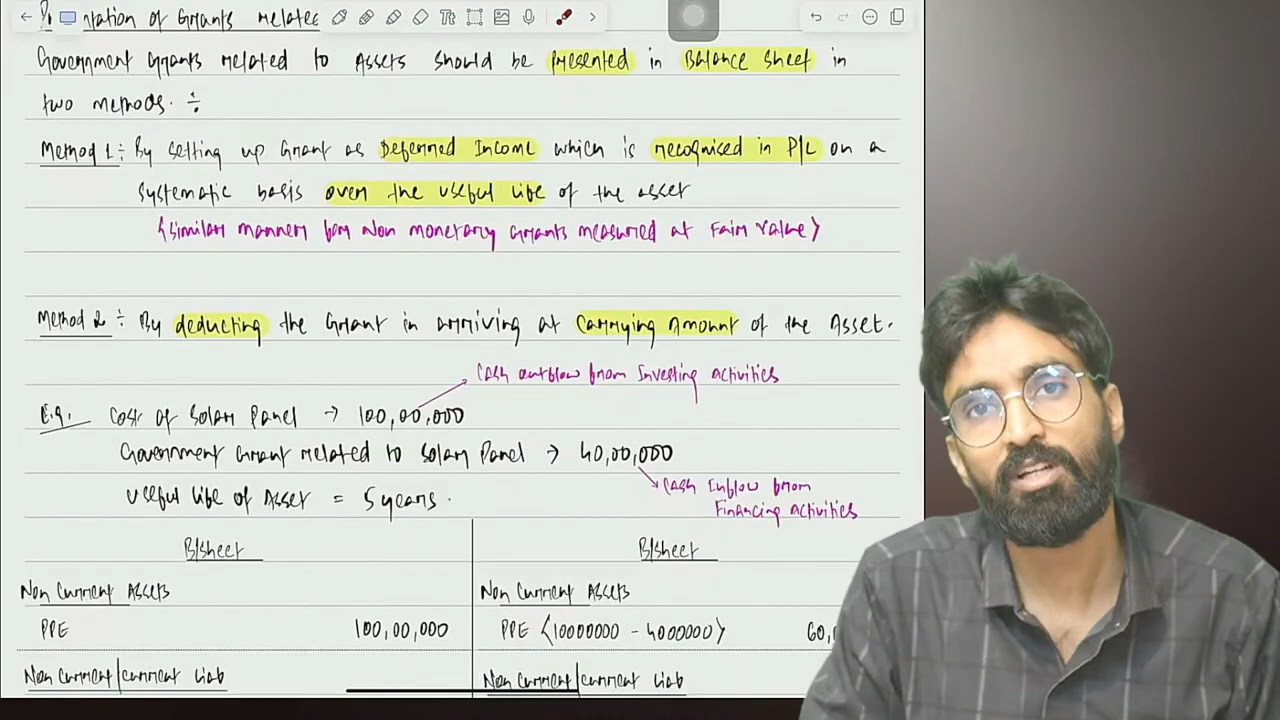 ntation of Grants relatec
Government Grants related to Assets should be presented in Balance Sheet in
two methods. ÷
Method 1 ÷ By setting up Grant as Deferred Income which is recognised in P/L on a
systematic basis over the useful life of the asset
{Similar manner for Non monetary Grants measured at Fair Value}
Method 2 ÷ By deducting the Grant in arriving at Carrying Amount of the Asset.
Cash outflow from Investing activities
E.g. Cost of Solar Panel → 100,00,000
Government Grant related to Solar Panel → 40,00,000
Cash Inflow from
Financing Activities
Useful life of Asset = 5 years.
B/Sheet
Non Current Assets
PPE 100,00,000
Non Current/Current Liab
B/Sheet
Non Current Assets
PPE {10000000 - 4000000} 60,0
Non Current/Current Liab